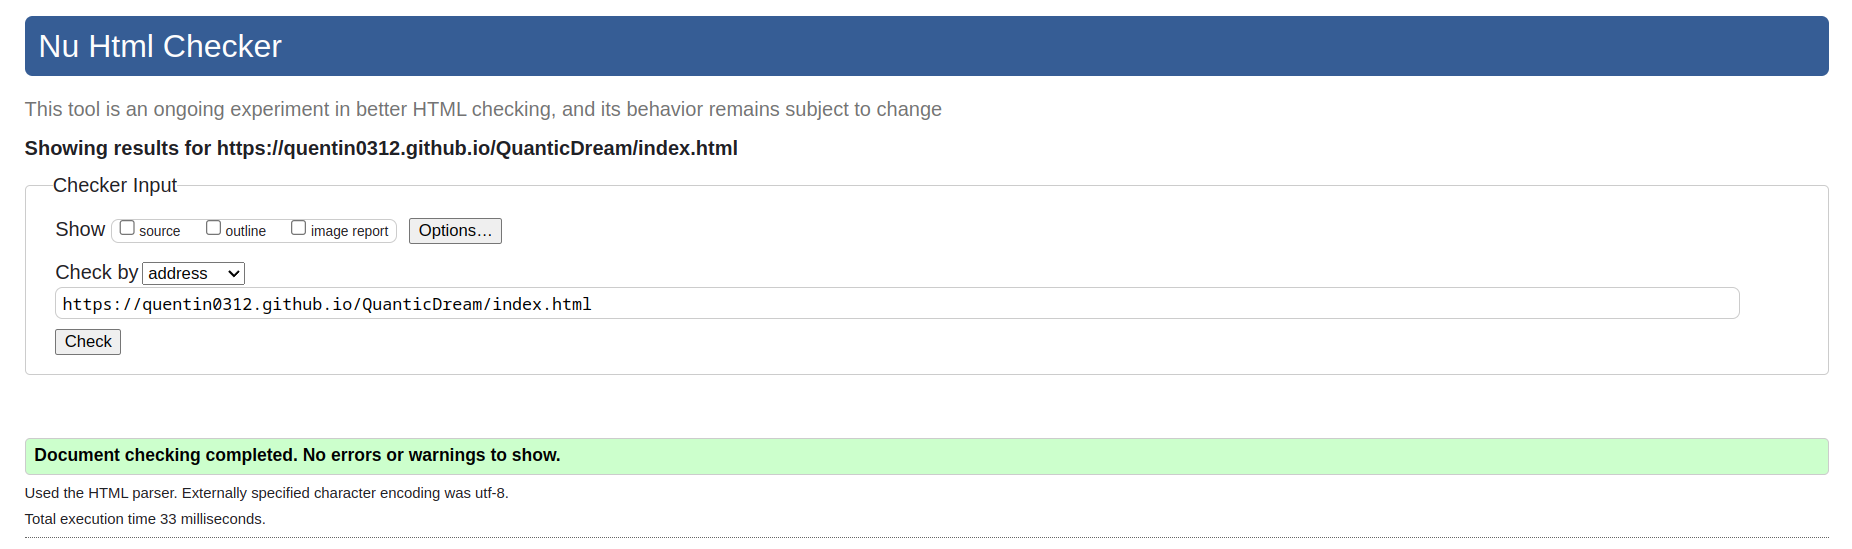 Nu Html Checker
This tool is an ongoing experiment in better HTML checking, and its behavior remains subject to change
Showing results for https://quentin0312.github.io/QuanticDream/index.html
Checker Input
Show source outline image report Options…
Check by address
https://quentin0312.github.io/QuanticDream/index.html
Check
Document checking completed. No errors or warnings to show.
Used the HTML parser. Externally specified character encoding was utf-8.
Total execution time 33 milliseconds.